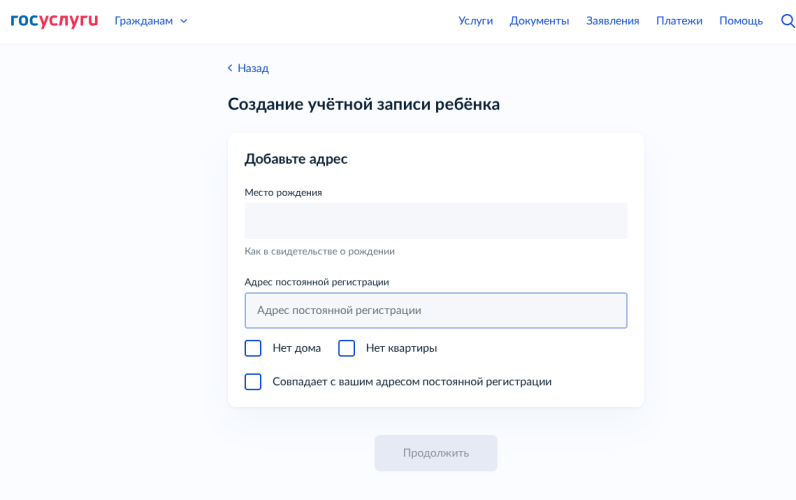 госуслуги Гражданам Услуги Документы Заявления Платежи Помощь
Назад
Создание учётной записи ребёнка
Добавьте адрес
Место рождения
Как в свидетельстве о рождении
Адрес постоянной регистрации
Адрес постоянной регистрации
Нет дома Нет квартиры
Совпадает с вашим адресом постоянной регистрации
Продолжить